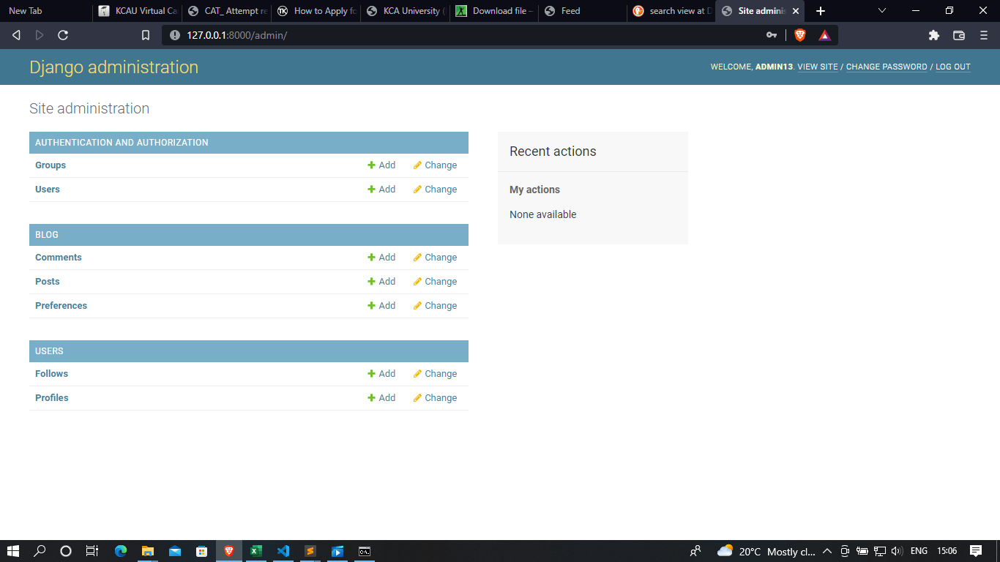 New Tab
KCAU Virtual Ca
CAT_ Attempt re
How to Apply fo
KCA University (
Download file –
Feed
search view at D
Site adminis
127.0.0.1:8000/admin/
Django administration
WELCOME, ADMIN13. VIEW SITE / CHANGE PASSWORD / LOG OUT
Site administration
AUTHENTICATION AND AUTHORIZATION
Groups Add Change
Users Add Change
BLOG
Comments Add Change
Posts Add Change
Preferences Add Change
USERS
Follows Add Change
Profiles Add Change
Recent actions
My actions
None available
20°C Mostly cl... ENG 15:06